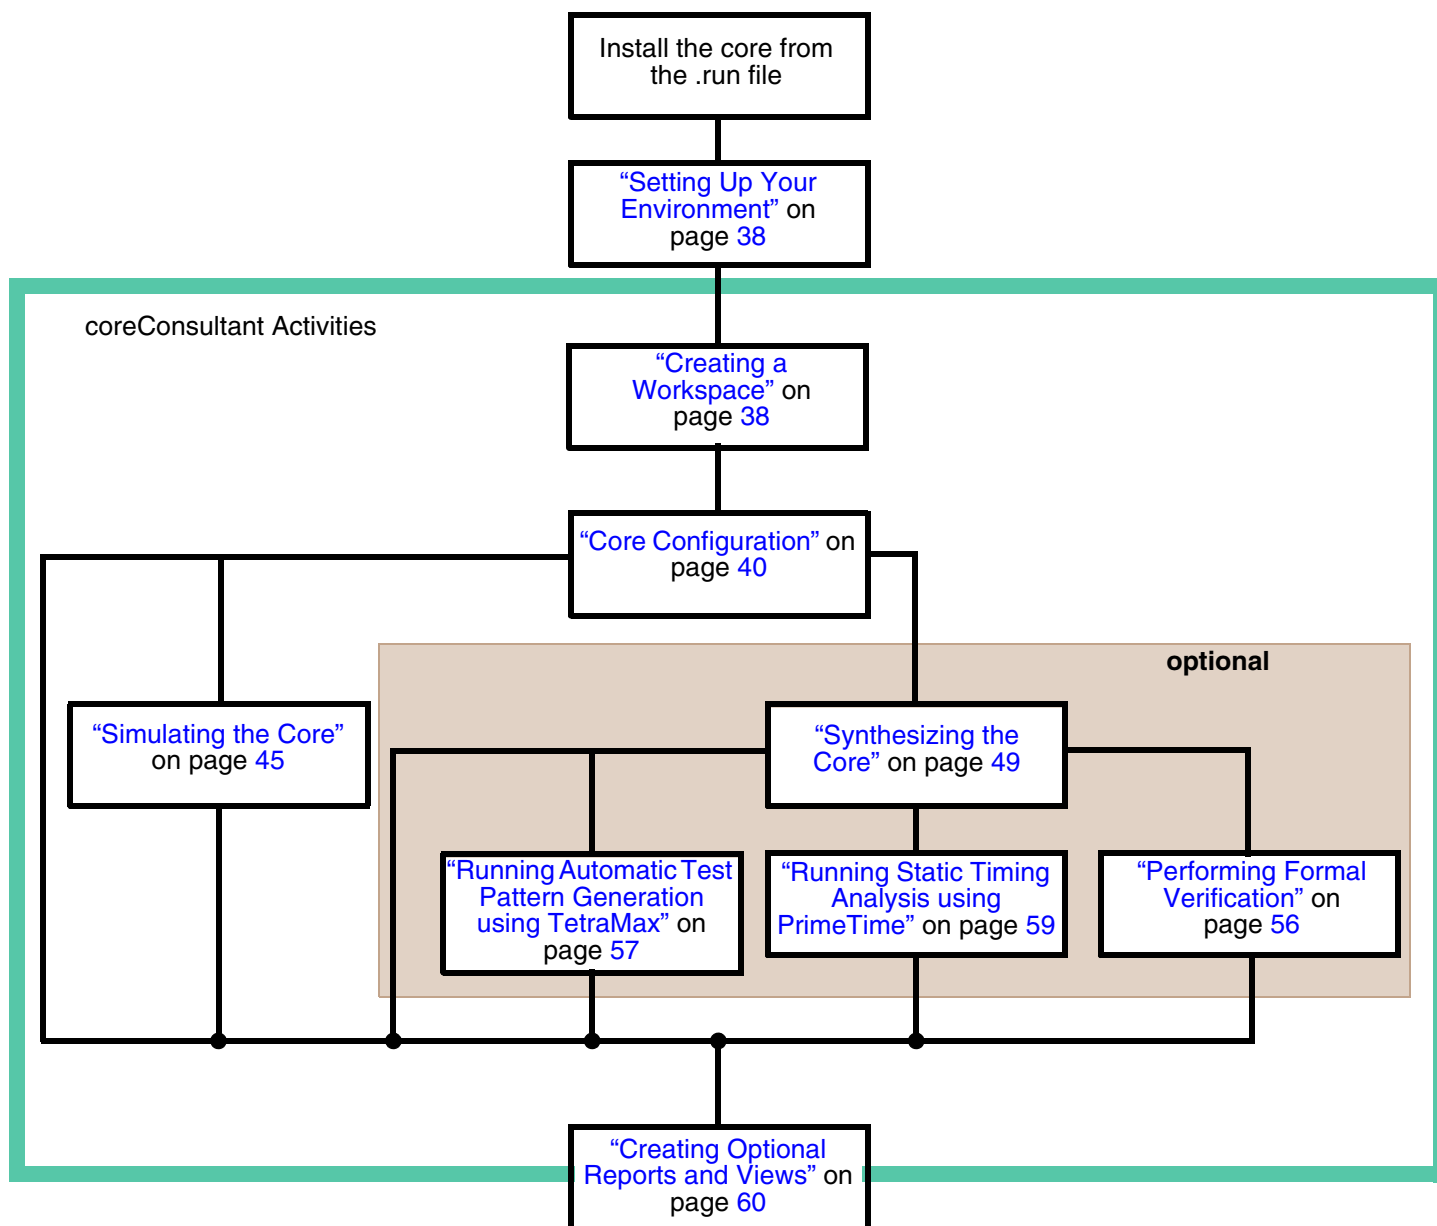 Install the core from
the .run file
“Setting Up Your
Environment” on
page 38
coreConsultant Activities
“Creating a
Workspace” on
page 38
“Core Configuration” on
page 40
optional
“Simulating the Core”
on page 45
“Synthesizing the
Core” on page 49
“Running Automatic Test
Pattern Generation
using TetraMax” on
page 57
“Running Static Timing
Analysis using
PrimeTime” on page 59
“Performing Formal
Verification” on
page 56
“Creating Optional
Reports and Views” on
page 60